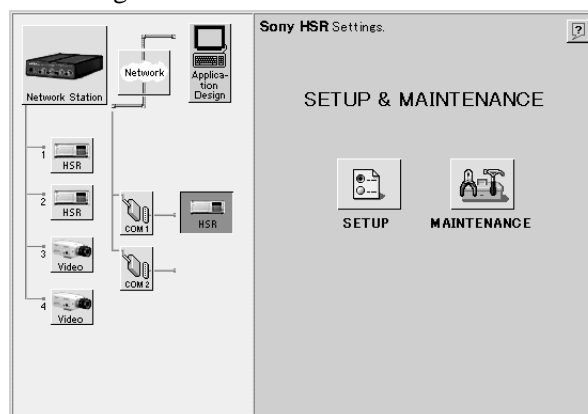 Sony HSR Settings.
?
Network Station
Network
Applica-
tion
Design
SETUP & MAINTENANCE
1
HSR
2
HSR
COM 1
HSR
SETUP
MAINTENANCE
3
Video
COM 2
4
Video